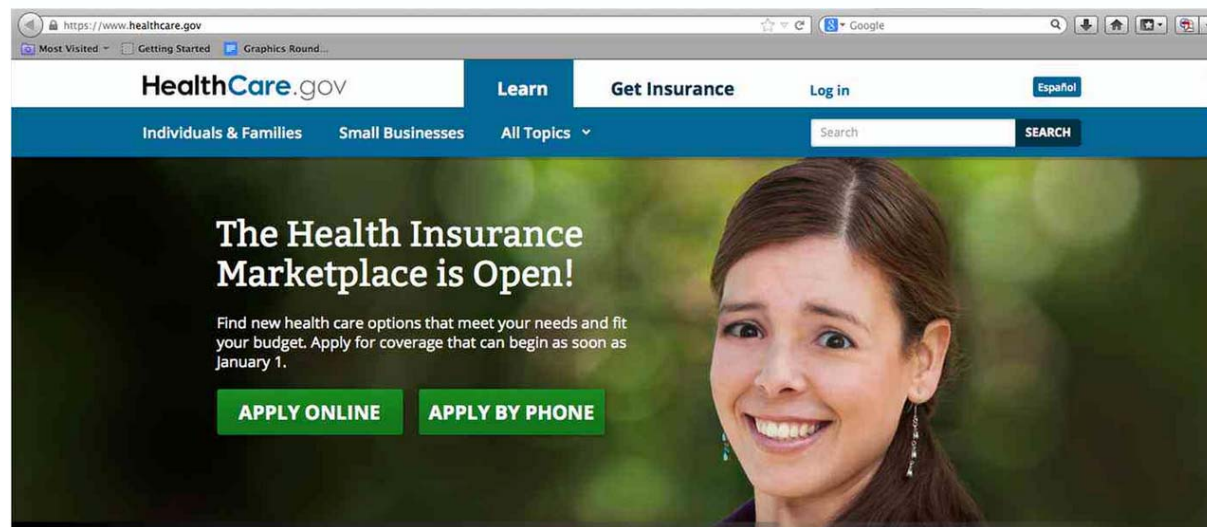 https://www.healthcare.gov
Google
Most Visited
Getting Started
Graphics Round...
HealthCare.gov
Learn
Get Insurance
Log in
Español
Individuals & Families
Small Businesses
All Topics
Search
SEARCH
The Health Insurance
Marketplace is Open!
Find new health care options that meet your needs and fit
your budget. Apply for coverage that can begin as soon as
January 1.
APPLY ONLINE
APPLY BY PHONE